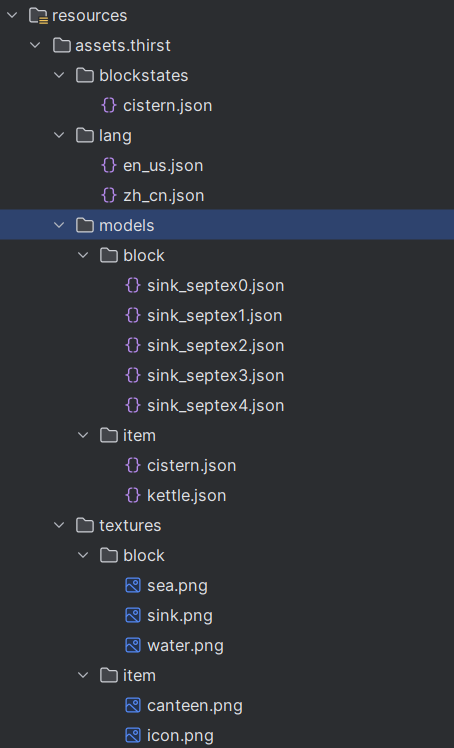 resources
assets.thirst
blockstates
cistern.json
lang
en_us.json
zh_cn.json
models
block
sink_septex0.json
sink_septex1.json
sink_septex2.json
sink_septex3.json
sink_septex4.json
item
cistern.json
kettle.json
textures
block
sea.png
sink.png
water.png
item
canteen.png
icon.png